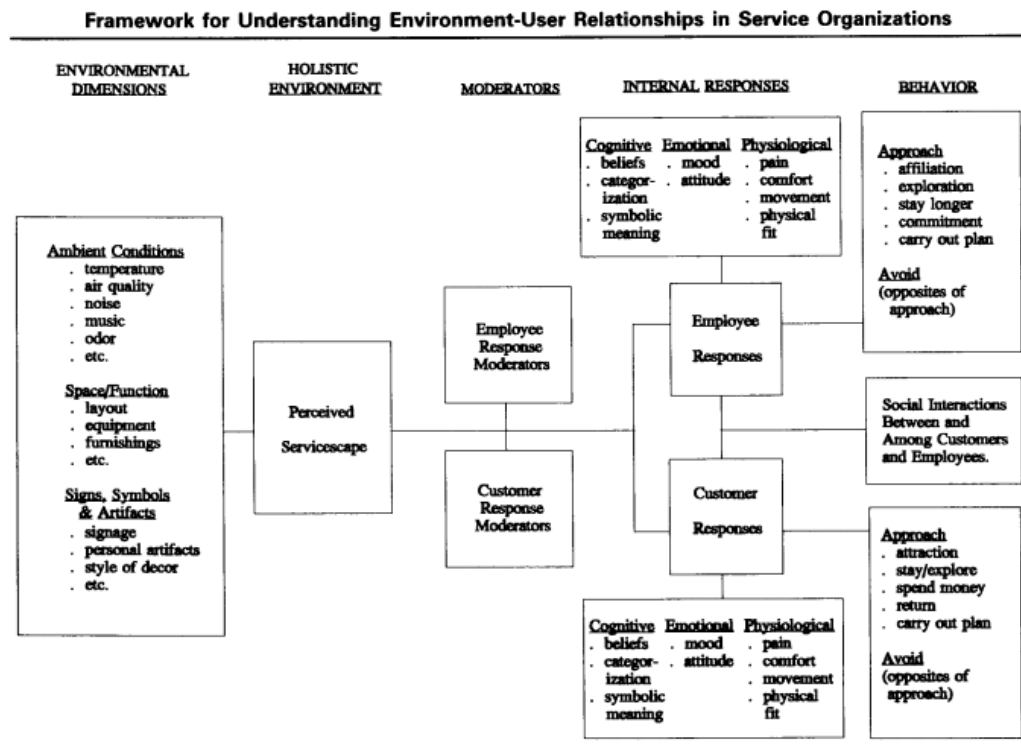 Framework for Understanding Environment-User Relationships in Service Organizations
ENVIRONMENTAL
DIMENSIONS
HOLISTIC
ENVIRONMENT
MODERATORS
INTERNAL RESPONSES
BEHAVIOR
Ambient Conditions
. temperature
. air quality
. noise
. music
. odor
. etc.
Space/Function
. layout
. equipment
. furnishings
. etc.
Signs, Symbols
& Artifacts
. signage
. personal artifacts
. style of decor
. etc.
Perceived
Servicescape
Employee
Response
Moderators
Customer
Response
Moderators
Cognitive
. beliefs
. categor-
ization
. symbolic
meaning
Emotional
. mood
. attitude
Physiological
. pain
. comfort
. movement
. physical
fit
Employee
Responses
Customer
Responses
Cognitive
. beliefs
. categor-
ization
. symbolic
meaning
Emotional
. mood
. attitude
Physiological
. pain
. comfort
. movement
. physical
fit
Approach
. affiliation
. exploration
. stay longer
. commitment
. carry out plan
Avoid
(opposites of
approach)
Social Interactions
Between and
Among Customers
and Employees.
Approach
. attraction
. stay/explore
. spend money
. return
. carry out plan
Avoid
(opposites of
approach)